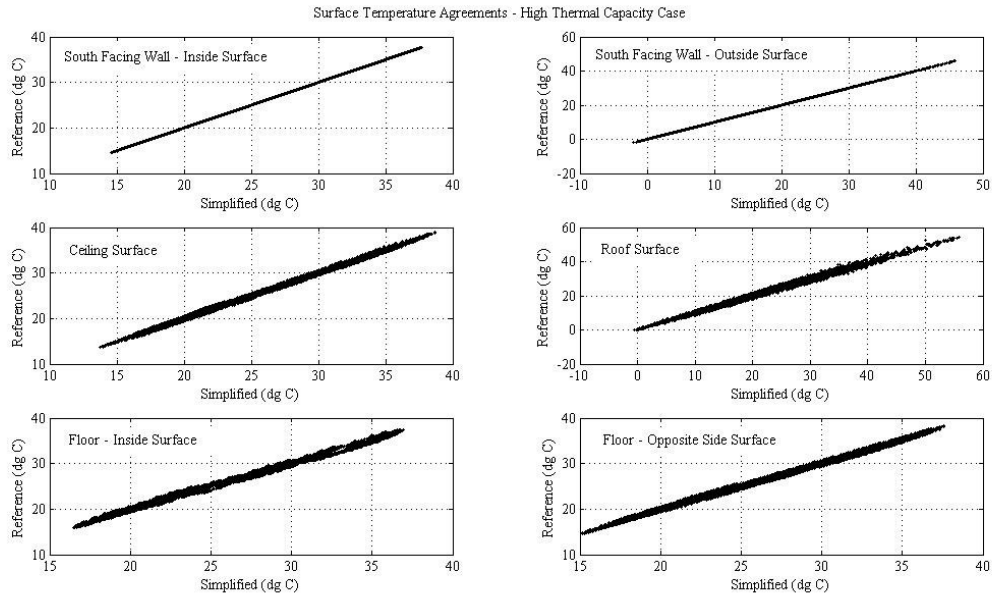 Surface Temperature Agreements - High Thermal Capacity Case
South Facing Wall - Inside Surface
Reference (dg C)
40
30
20
10
10 15 20 25 30 35 40
Simplified (dg C)
South Facing Wall - Outside Surface
Reference (dg C)
60
40
20
0
-20
-10 0 10 20 30 40 50
Simplified (dg C)
Ceiling Surface
Reference (dg C)
40
30
20
10
10 15 20 25 30 35 40
Simplified (dg C)
Roof Surface
Reference (dg C)
60
40
20
0
-20
-10 0 10 20 30 40 50 60
Simplified (dg C)
Floor - Inside Surface
Reference (dg C)
40
30
20
10
15 20 25 30 35 40
Simplified (dg C)
Floor - Opposite Side Surface
Reference (dg C)
40
30
20
10
15 20 25 30 35 40
Simplified (dg C)